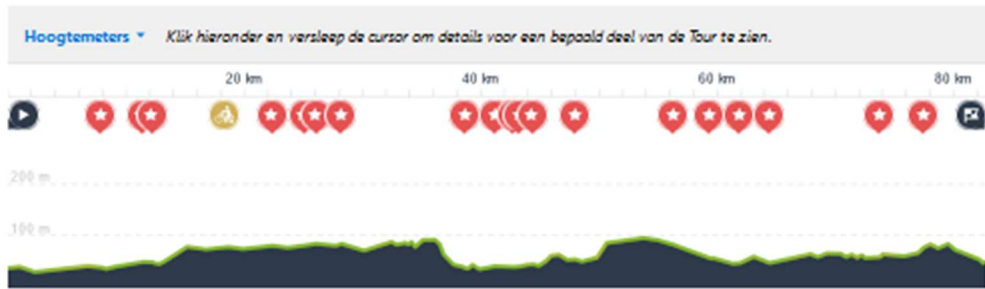 Hoogtemeters Klik hieronder en versleep de cursor om details voor een bepaald deel van de Tour te zien.
20 km 40 km 60 km 80 km
200 m
100 m